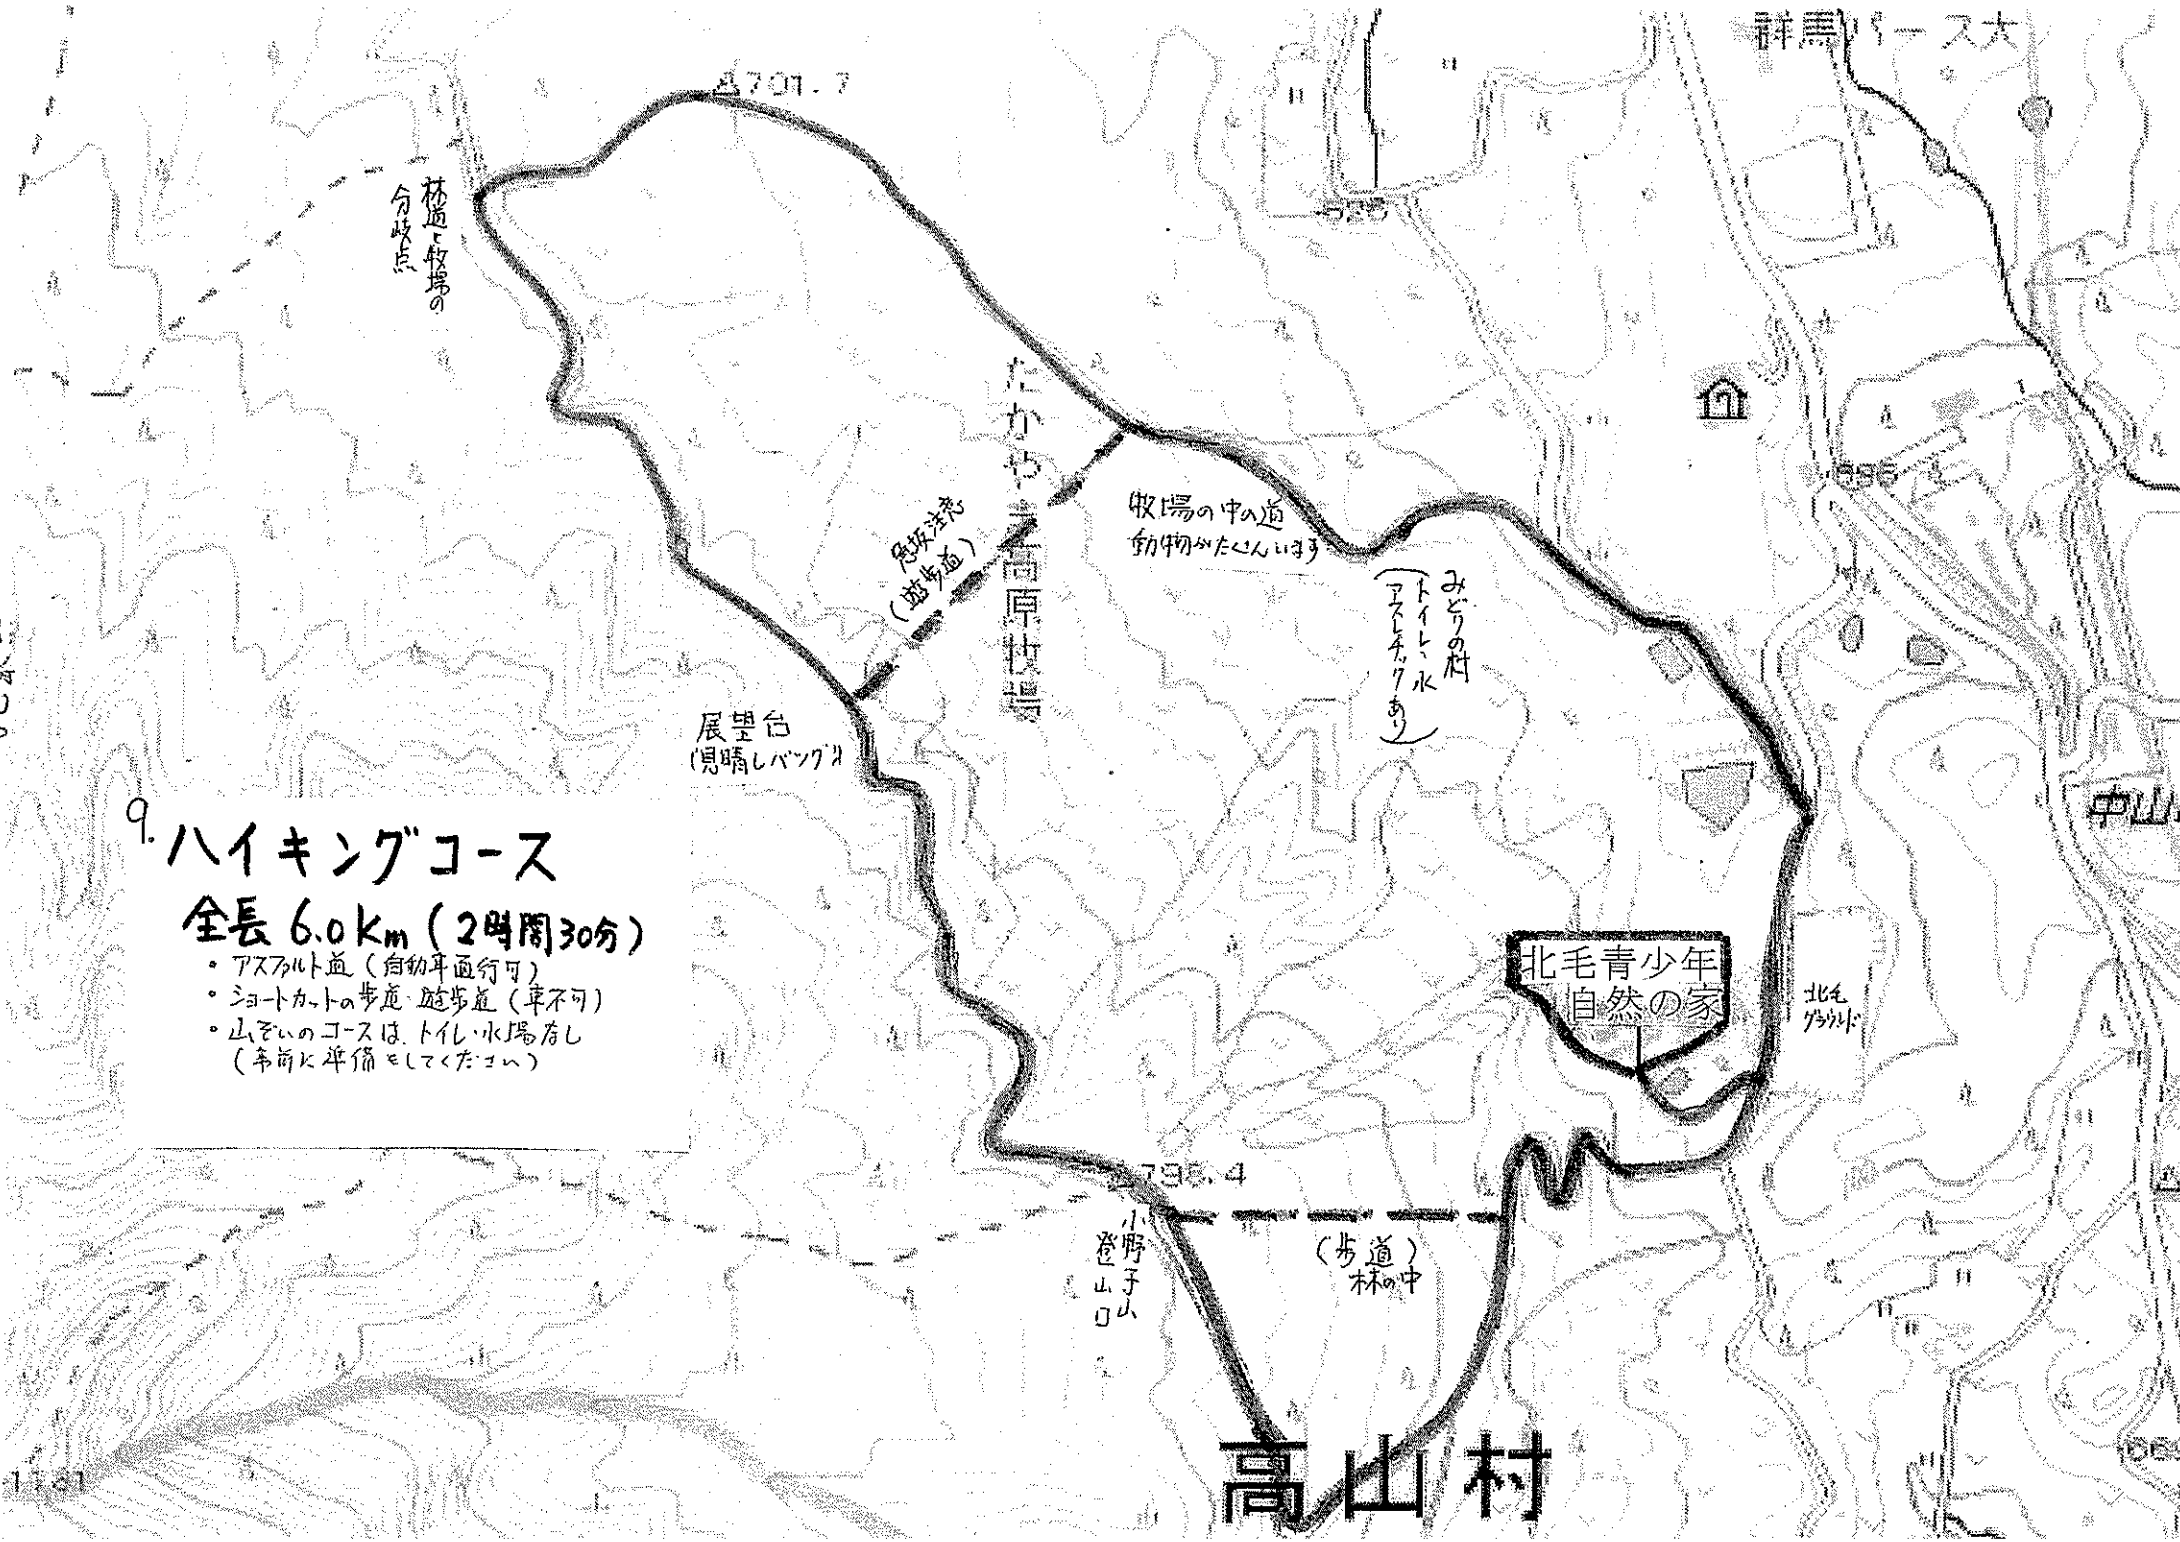 群馬パース大
701.7
林道と牧場の
分岐点
たかやま高原牧場
急坂注意
(遊歩道)
牧場の中の道
動物がたくさんいます
みどりの村
(トイレ、水
アスレチックあり)
展望台
(見晴しバツグン)
中山
9.
ハイキングコース
全長 6.0Km (2時間30分)
・アスファルト道 (自動車通行可)
・ショートカットの歩道・遊歩道 (車不可)
・山ぞいのコースは、トイレ・水場なし
(事前に準備をしてください)
北毛青少年
自然の家
北毛
グラウンド
795.4
小野子山
登山口
(歩道)
林の中
高山村